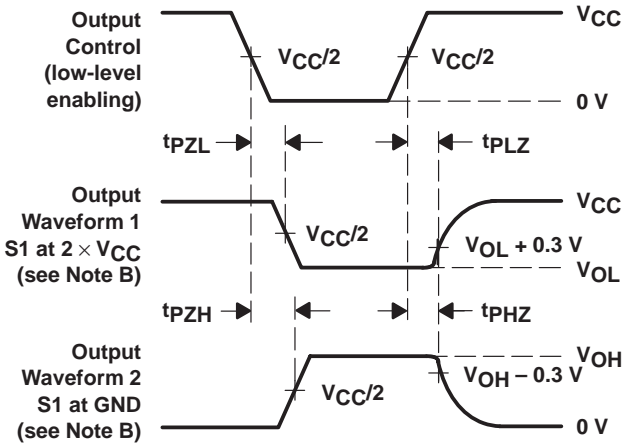 Output
Control
(low-level
enabling)
VCC/2
VCC/2
VCC
0 V
tPZL
tPLZ
Output
Waveform 1
S1 at 2 × VCC
(see Note B)
VCC/2
VCC
VOL + 0.3 V
VOL
tPZH
tPHZ
Output
Waveform 2
S1 at GND
(see Note B)
VCC/2
VOH
VOH – 0.3 V
0 V